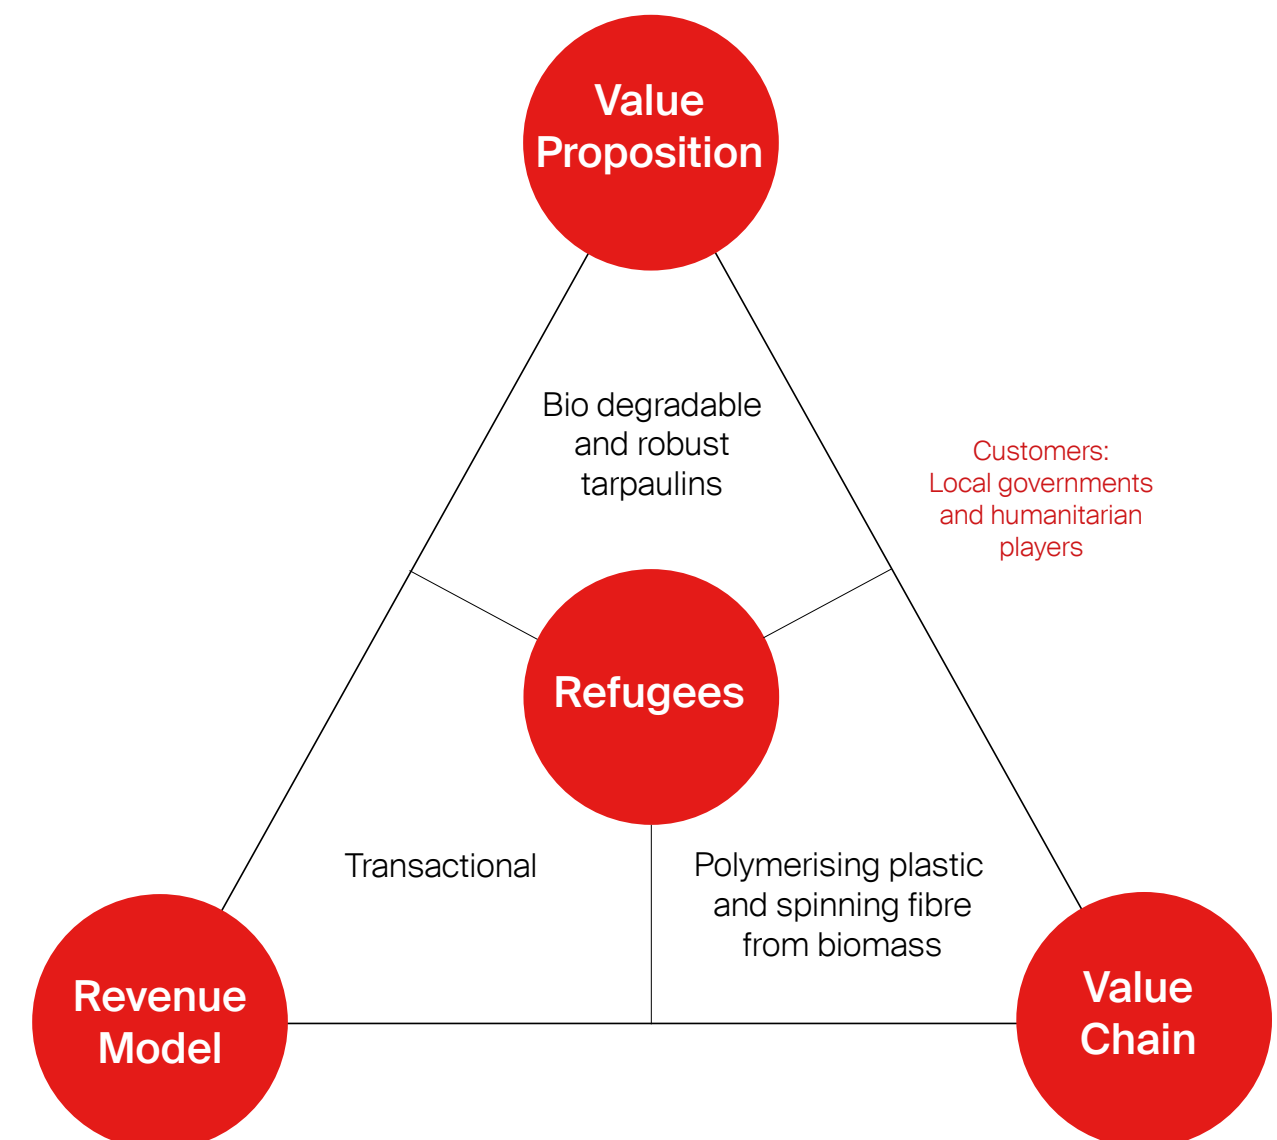 Value
Proposition
Bio degradable
and robust
tarpaulins
Customers:
Local governments
and humanitarian
players
Refugees
Transactional
Polymerising plastic
and spinning fibre
from biomass
Revenue
Model
Value
Chain